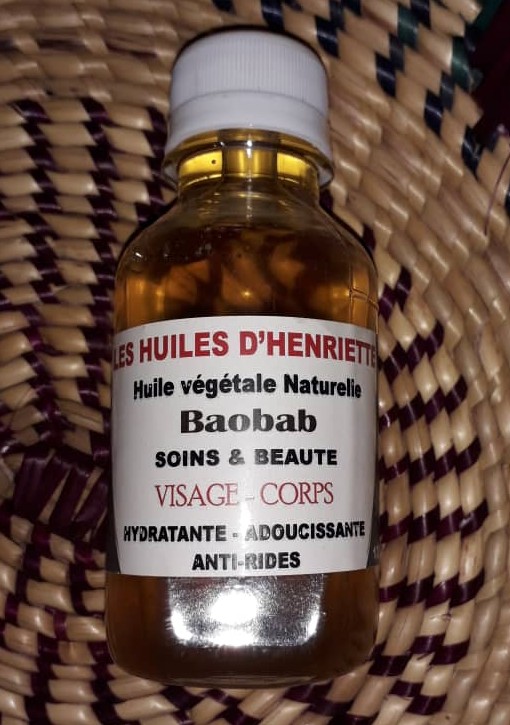 LES HUILES D'HENRIETTE
Huile végétale Naturelle
Baobab
SOINS & BEAUTE
VISAGE - CORPS
HYDRATANTE - ADOUCISSANTE
ANTI-RIDES